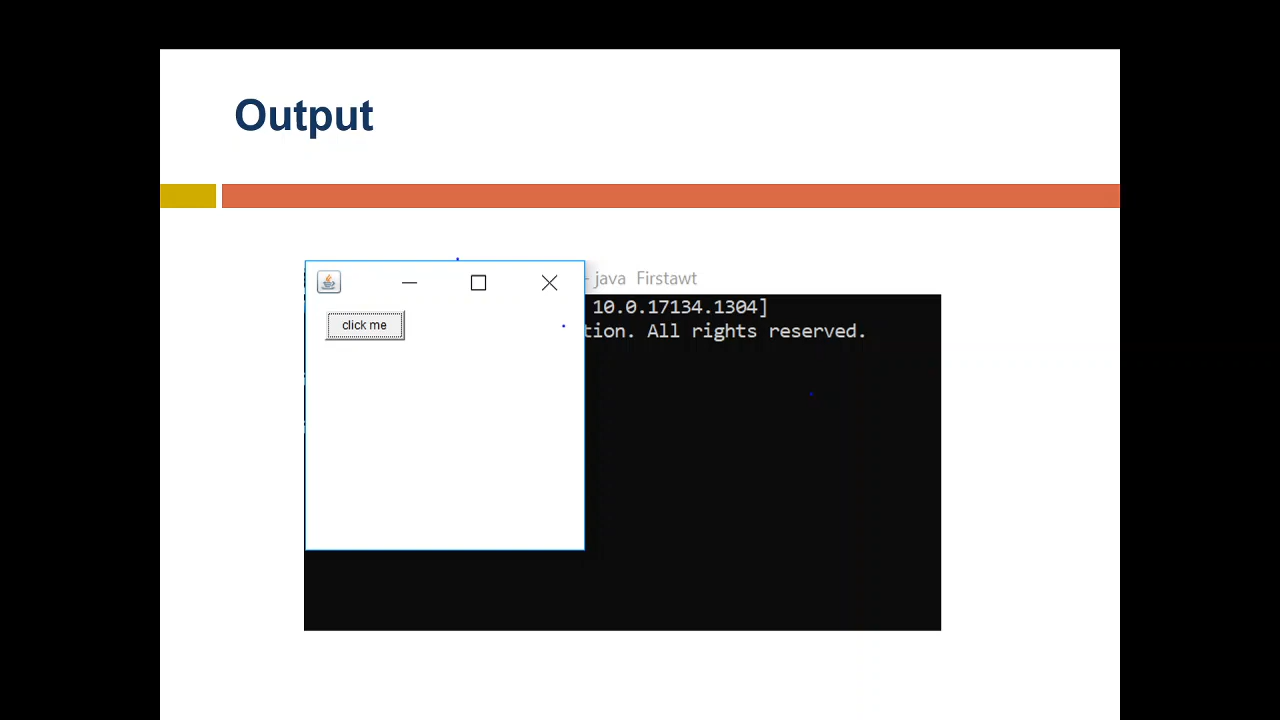 Output
- java Firstawt
click me
10.0.17134.1304]
tion. All rights reserved.